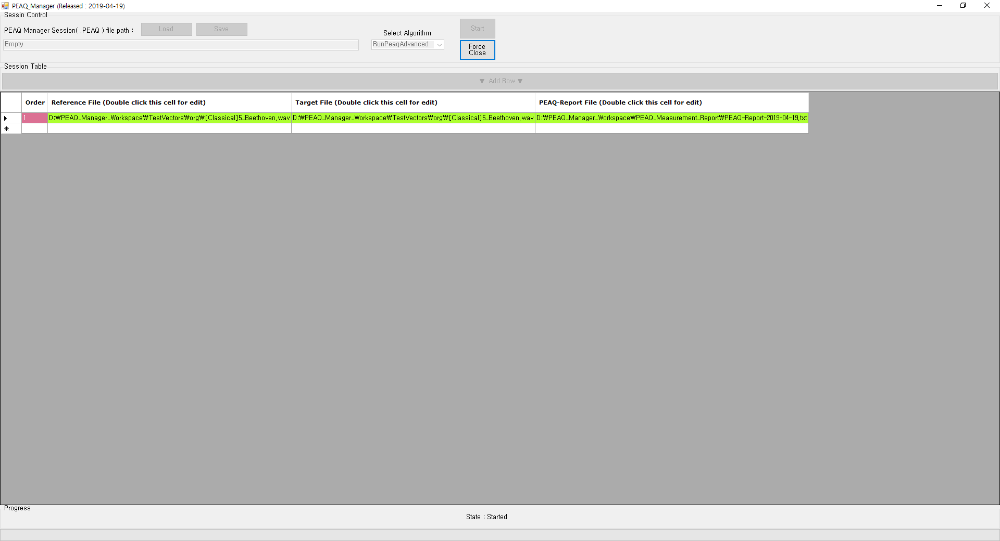 PEAQ_Manager (Released : 2019-04-19)
Sessin Control
PEAQ Manager Session( .PEAQ ) file path :
Load
Save
Empty
Select Algorithm
RunPeaqAdvanced
Start
Force
Close
Session Table
▼ Add Row ▼
Order Reference File (Double click this cell for edit) Target File (Double click this cell for edit) PEAQ-Report File (Double click this cell for edit)
1 D:₩PEAQ_Manager_Workspace₩TestVectors₩org₩[Classical]5_Beethoven.wav D:₩PEAQ_Manager_Workspace₩TestVectors₩org₩[Classical]5_Beethoven.wav D:₩PEAQ_Manager_Workspace₩PEAQ_Measurement_Report₩PEAQ-Report-2019-04-19.txt
Progress
State : Started